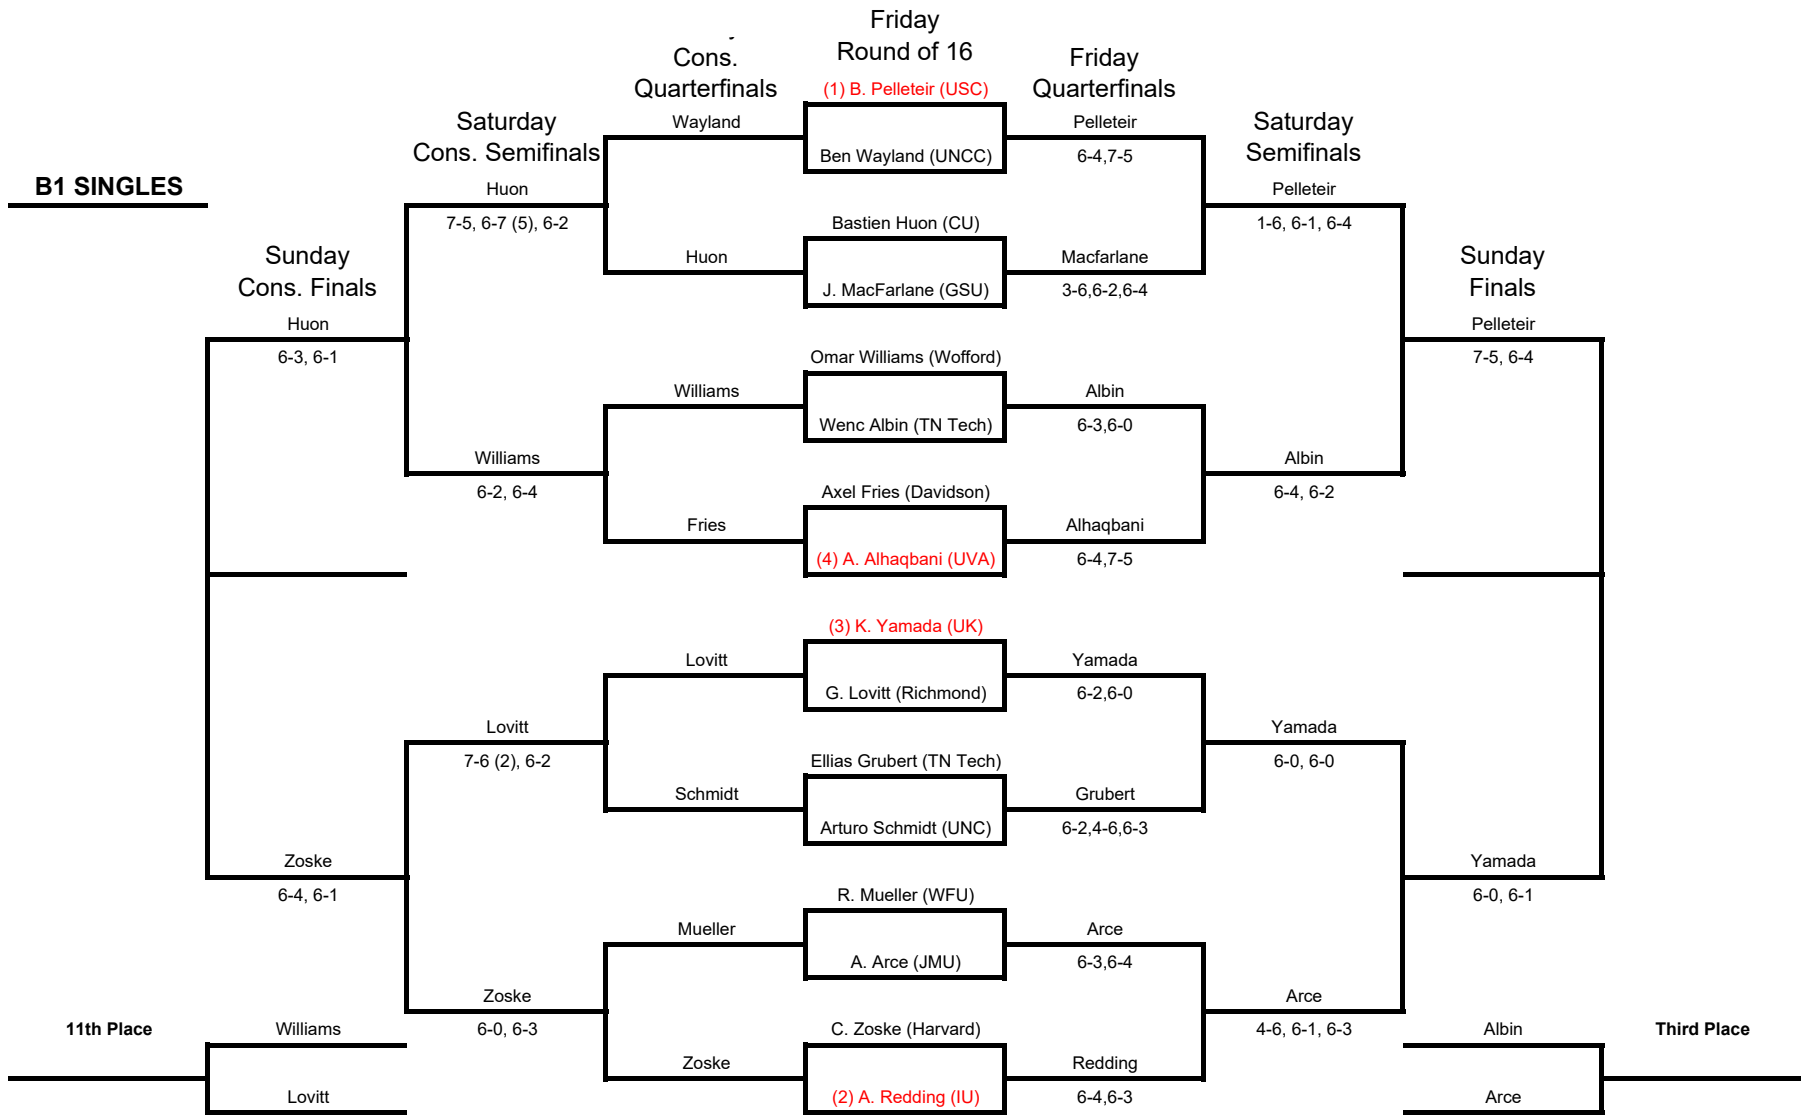 Friday
Round of 16
Cons.
Quarterfinals
Friday
Quarterfinals
(1) B. Pelleteir (USC)
Saturday
Cons. Semifinals
Wayland
Pelleteir
Saturday
Semifinals
Ben Wayland (UNCC)
6-4,7-5
B1 SINGLES
Huon
Pelleteir
7-5, 6-7 (5), 6-2
Bastien Huon (CU)
1-6, 6-1, 6-4
Sunday
Cons. Finals
Huon
Macfarlane
Sunday
Finals
J. MacFarlane (GSU)
3-6,6-2,6-4
Huon
Pelleteir
6-3, 6-1
Omar Williams (Wofford)
7-5, 6-4
Williams
Albin
Wenc Albin (TN Tech)
6-3,6-0
Williams
Albin
6-2, 6-4
Axel Fries (Davidson)
6-4, 6-2
Fries
Alhaqbani
(4) A. Alhaqbani (UVA)
6-4,7-5
(3) K. Yamada (UK)
Lovitt
Yamada
G. Lovitt (Richmond)
6-2,6-0
Lovitt
Yamada
7-6 (2), 6-2
Ellias Grubert (TN Tech)
6-0, 6-0
Schmidt
Grubert
Arturo Schmidt (UNC)
6-2,4-6,6-3
Zoske
Yamada
6-4, 6-1
R. Mueller (WFU)
6-0, 6-1
Mueller
Arce
A. Arce (JMU)
6-3,6-4
Zoske
Arce
11th Place
Williams
6-0, 6-3
C. Zoske (Harvard)
4-6, 6-1, 6-3
Albin
Third Place
Zoske
Redding
Lovitt
(2) A. Redding (IU)
6-4,6-3
Arce